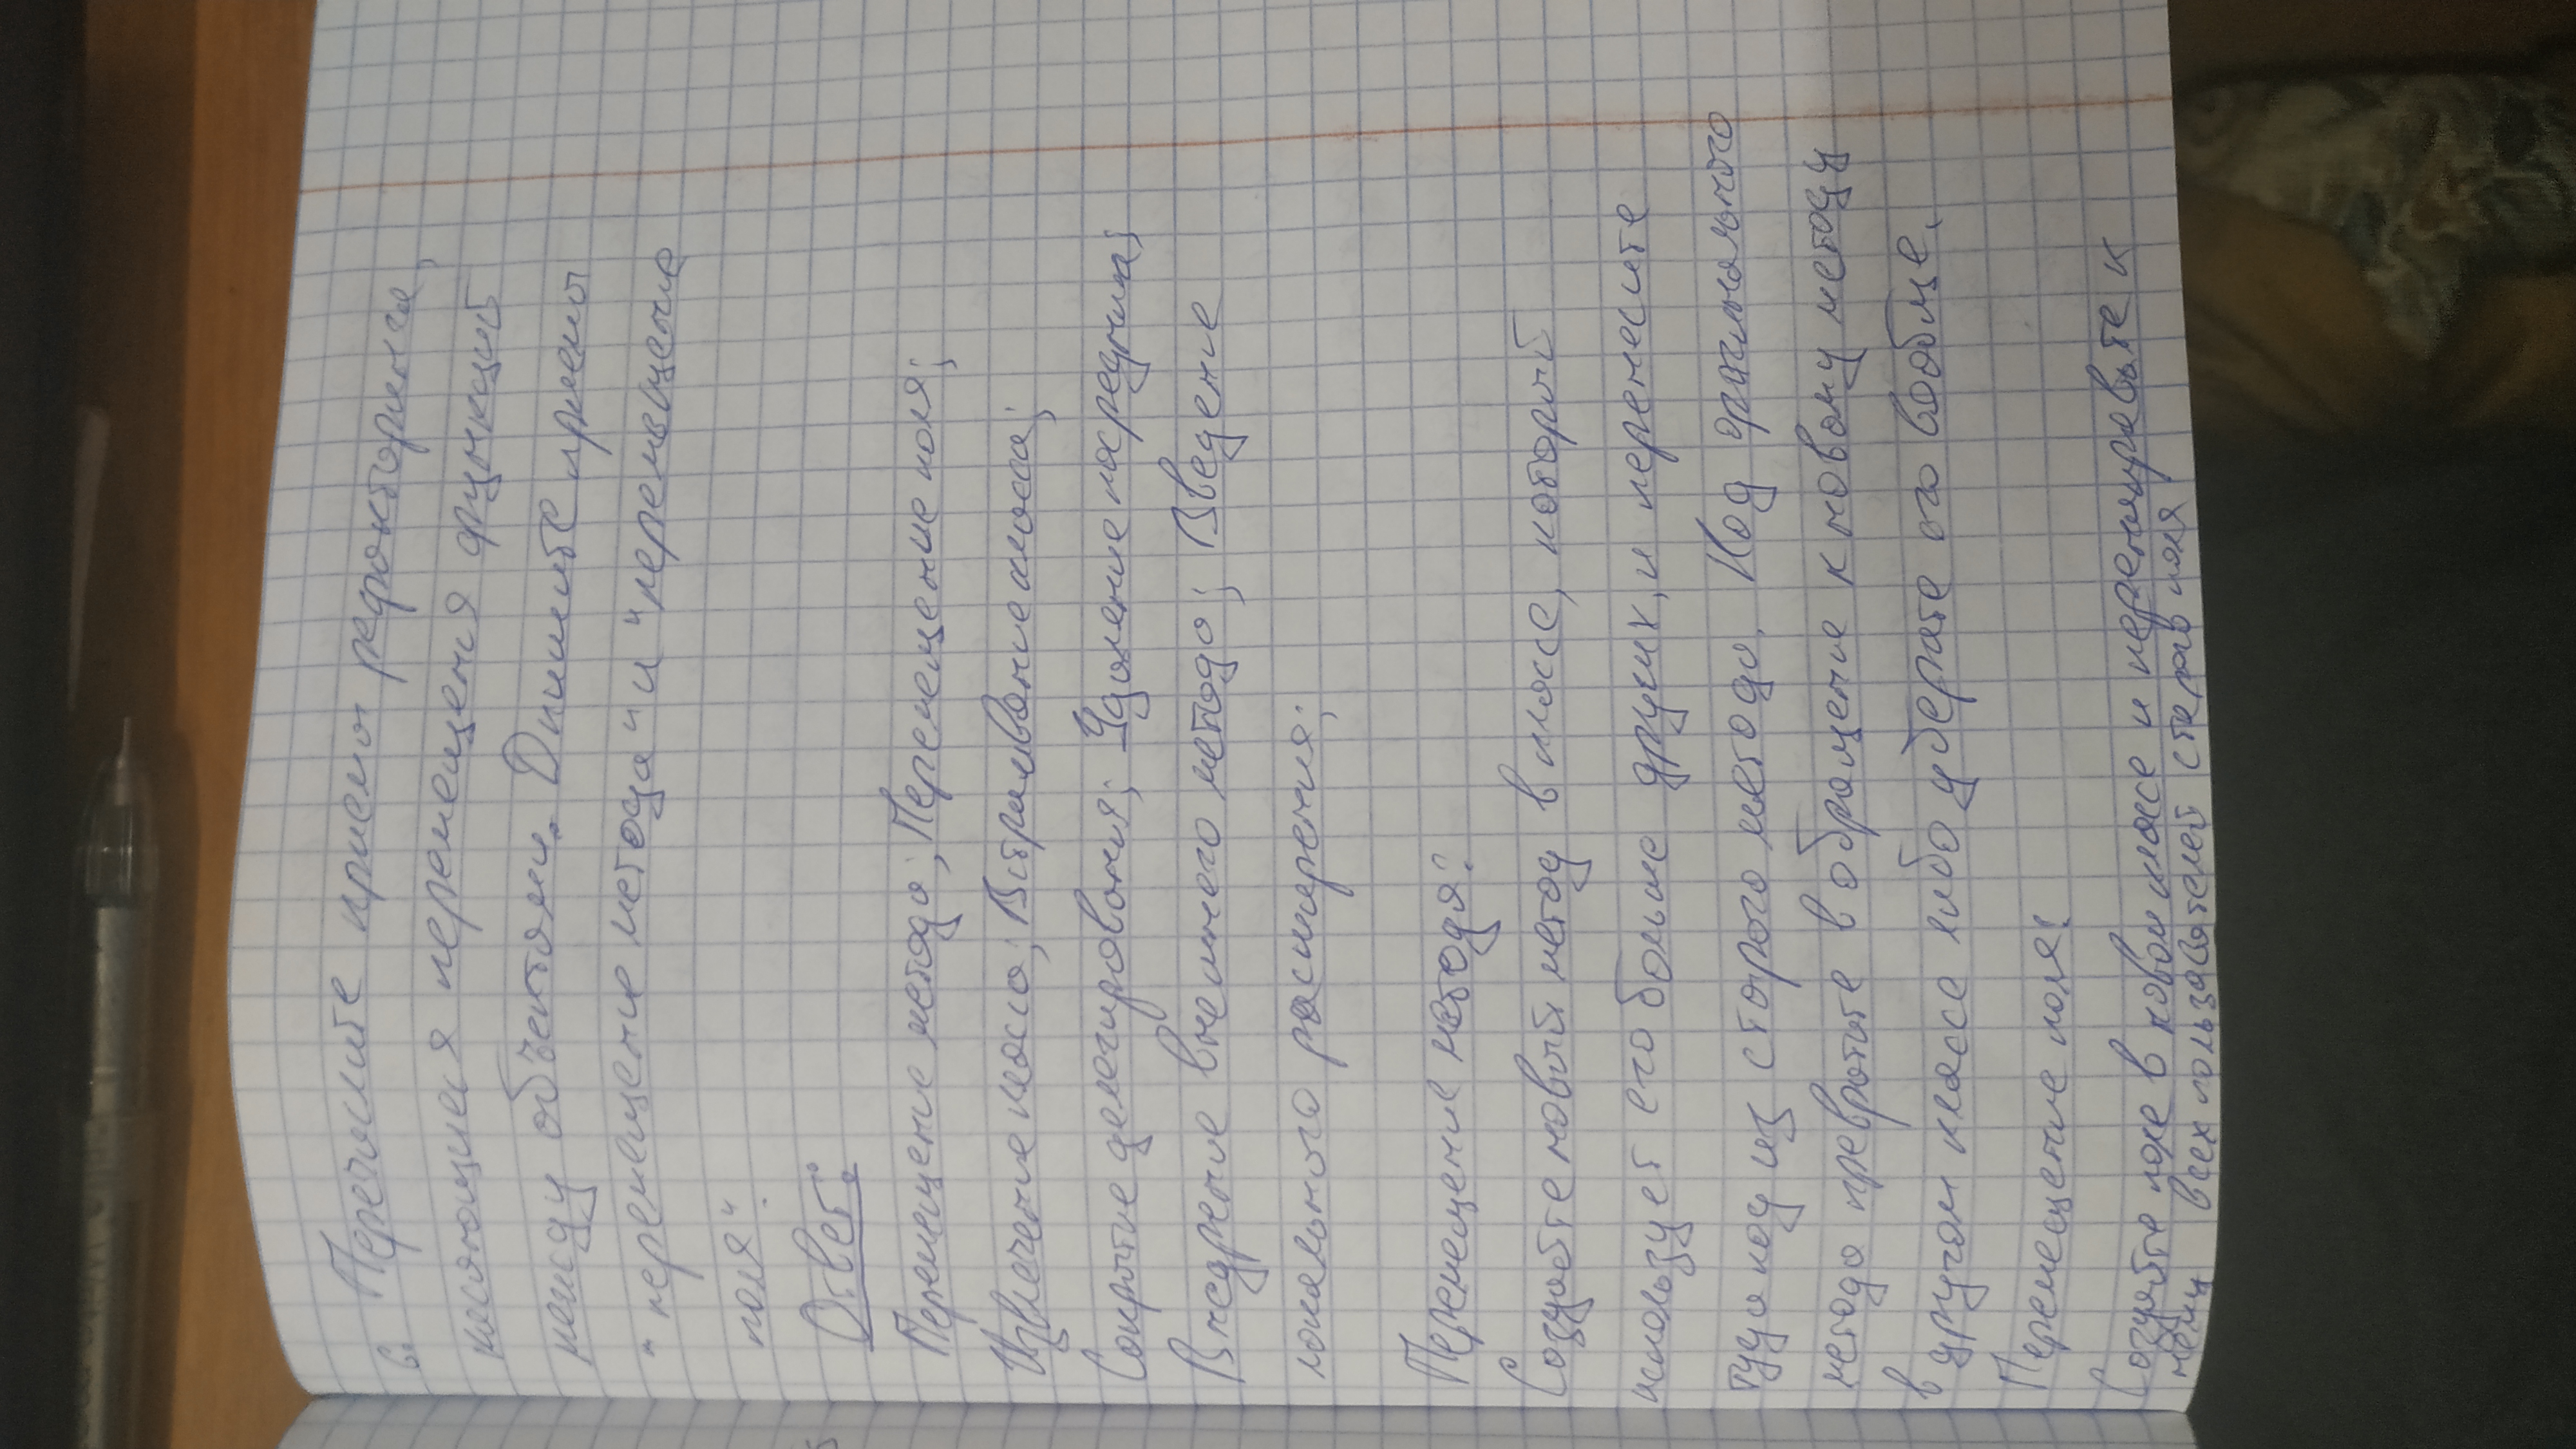 6. Перечислите приемы рефакторинга,
касающиеся перемещения функций
между объектами. Опишите приемы
"перемещение метода" и "перемещение
поля".
Ответ:
Перемещение метода; Перемещение поля;
Извлечение класса; Встраивание класса;
Сокрытие делегирования; Удаление посредника;
Внедрение внешнего метода; Введение
локального расширения;
Перемещение метода:
Создайте новый метод в классе, который
использует его больше других, и перенесите
туда код из старого метода. Код оригинального
метода превратите в обращение к новому методу
в другом классе либо уберите его вообще.
Перемещение поля:
Создайте поле в новом классе и перенаправьте к
нему всех пользователей старого поля